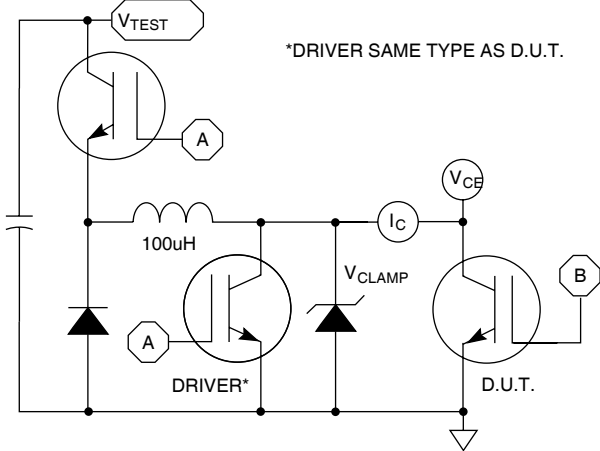 VTEST
*DRIVER SAME TYPE AS D.U.T.
A
VCE
IC
100uH
VCLAMP
B
A
DRIVER*
D.U.T.